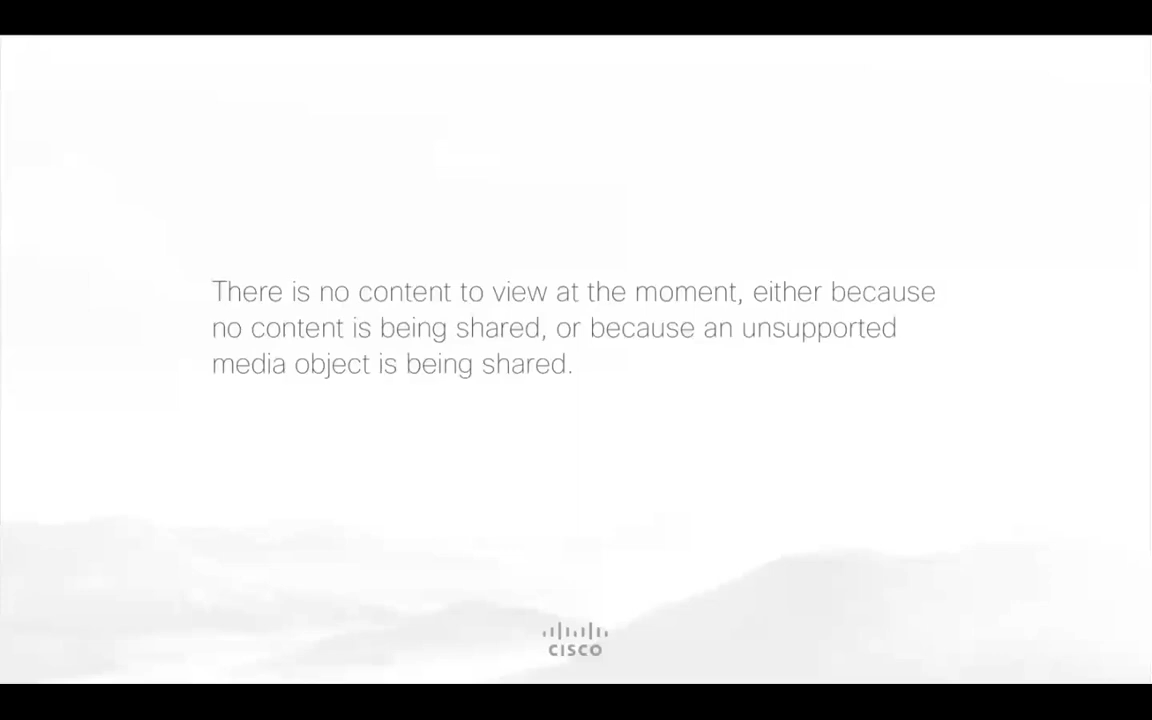 There is no content to view at the moment, either because
no content is being shared, or because an unsupported
media object is being shared.
CISCO